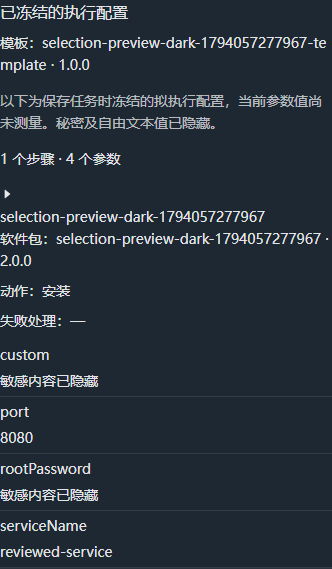 已冻结的执行配置
模板：selection-preview-dark-1794057277967-te
mplate · 1.0.0
以下为保存任务时冻结的拟执行配置，当前参数值尚
未测量。秘密及自由文本值已隐藏。
1 个步骤 · 4 个参数
selection-preview-dark-1794057277967
软件包：selection-preview-dark-1794057277967 ·
2.0.0
动作：安装
失败处理：—
custom
敏感内容已隐藏
port
8080
rootPassword
敏感内容已隐藏
serviceName
reviewed-service